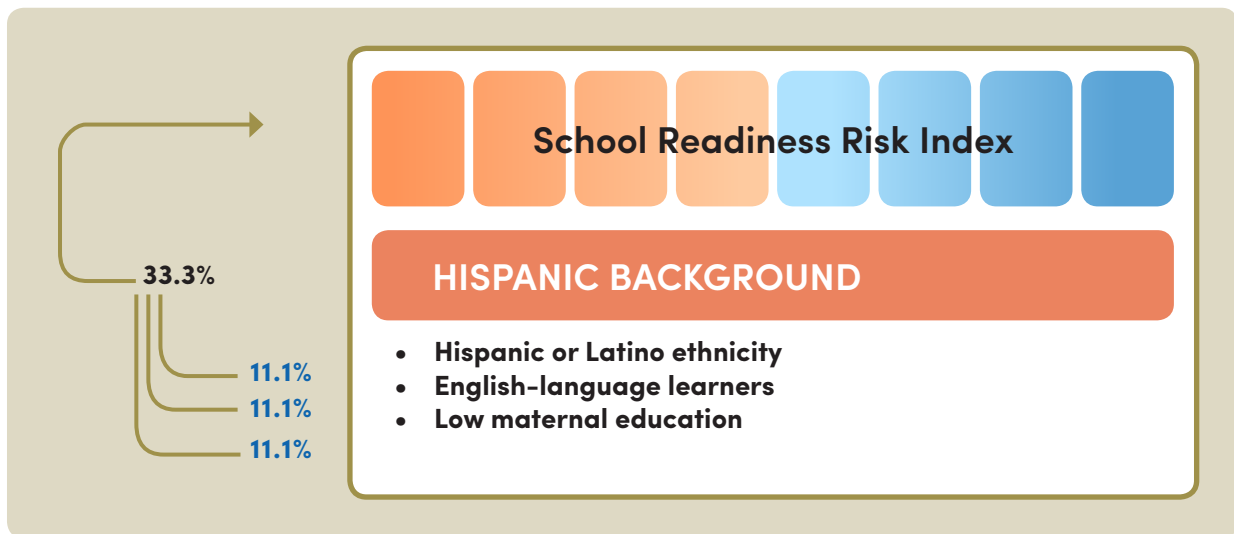 School Readiness Risk Index
33.3%
HISPANIC BACKGROUND
11.1%
• Hispanic or Latino ethnicity
11.1%
• English-language learners
11.1%
• Low maternal education